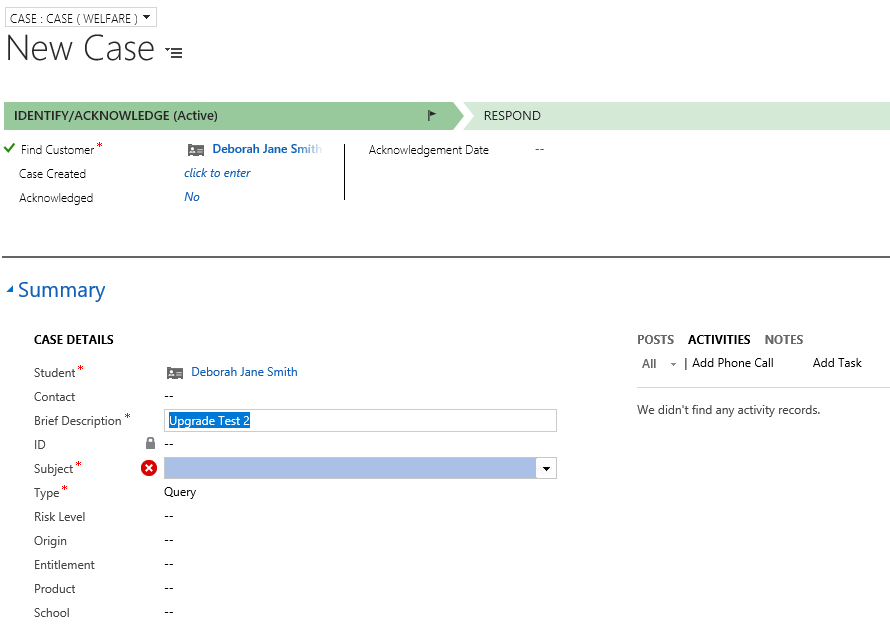 CASE : CASE ( WELFARE )
New Case
IDENTIFY/ACKNOWLEDGE (Active)
RESPOND
Find Customer * Deborah Jane Smith
Case Created click to enter
Acknowledged No
Acknowledgement Date --
Summary
CASE DETAILS
Student * Deborah Jane Smith
Contact --
Brief Description * Upgrade Test 2
ID --
Subject *
Type * Query
Risk Level --
Origin --
Entitlement --
Product --
School --
POSTS ACTIVITIES NOTES
All | Add Phone Call Add Task
We didn't find any activity records.